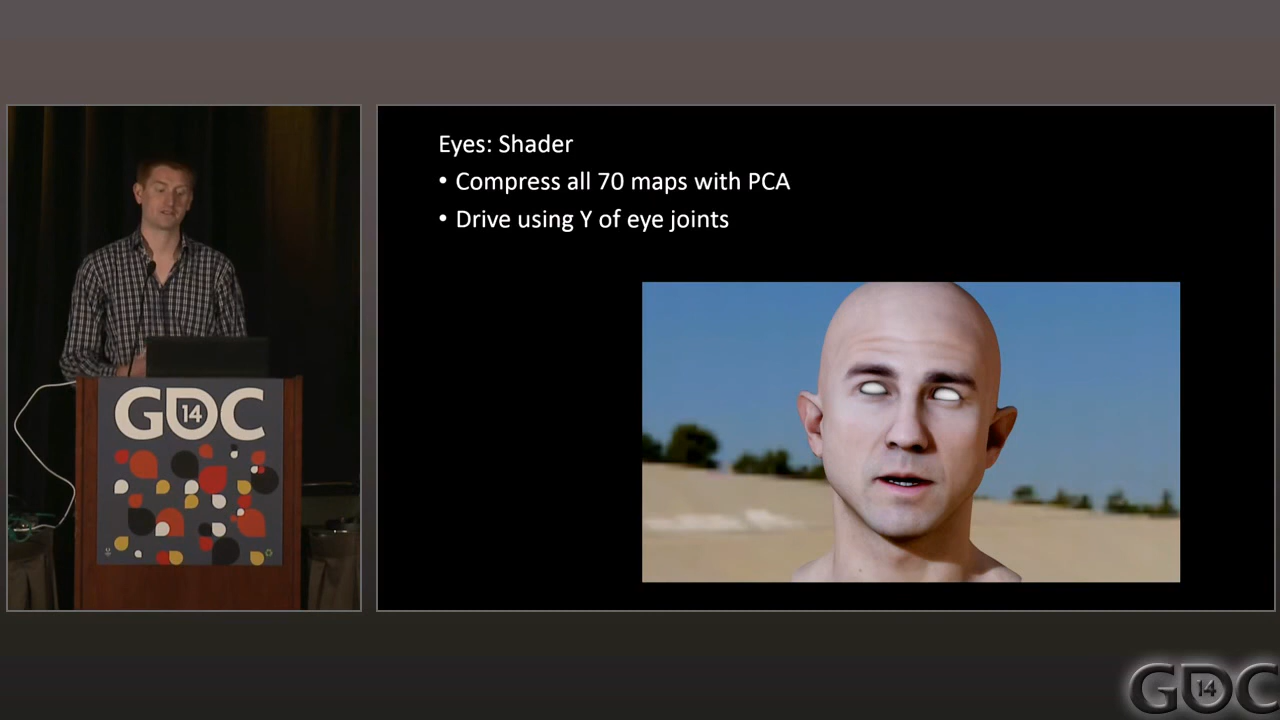 Eyes: Shader
• Compress all 70 maps with PCA
• Drive using Y of eye joints
GDC
14
GDC
14